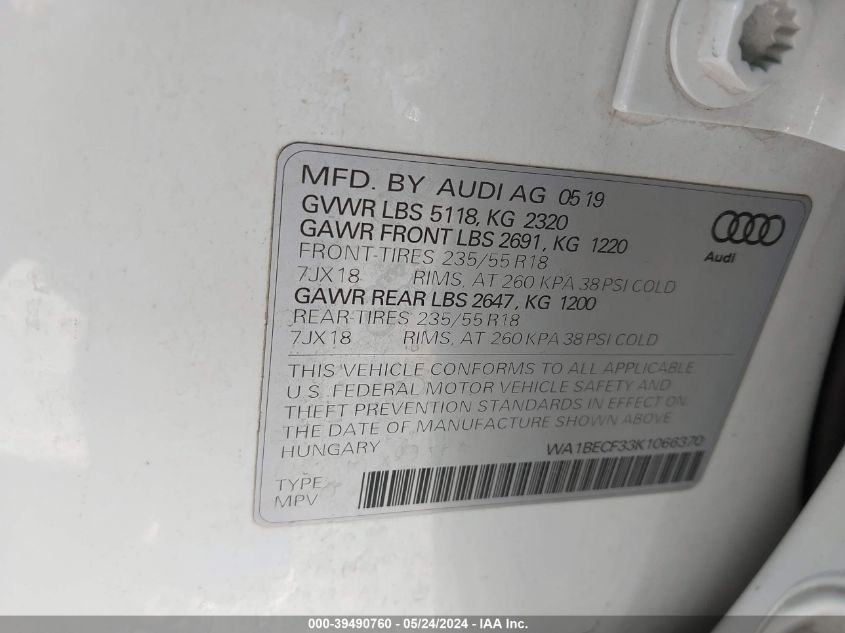 MFD. BY AUDI AG 05 19
GVWR LBS 5118, KG 2320
GAWR FRONT LBS 2691, KG 1220
FRONT-TIRES 235/55 R18
7JX18 RIMS, AT 260 KPA 38 PSI COLD
GAWR REAR LBS 2647, KG 1200
REAR-TIRES 235/55 R18
7JX18 RIMS, AT 260 KPA 38 PSI COLD
Audi
THIS VEHICLE CONFORMS TO ALL APPLICABLE
U.S. FEDERAL MOTOR VEHICLE SAFETY AND
THEFT PREVENTION STANDARDS IN EFFECT ON
THE DATE OF MANUFACTURE SHOWN ABOVE
HUNGARY WA1BECF33K1066370
TYPE
MPV
000-39490760 / 05/24/2024 - IAA Inc.